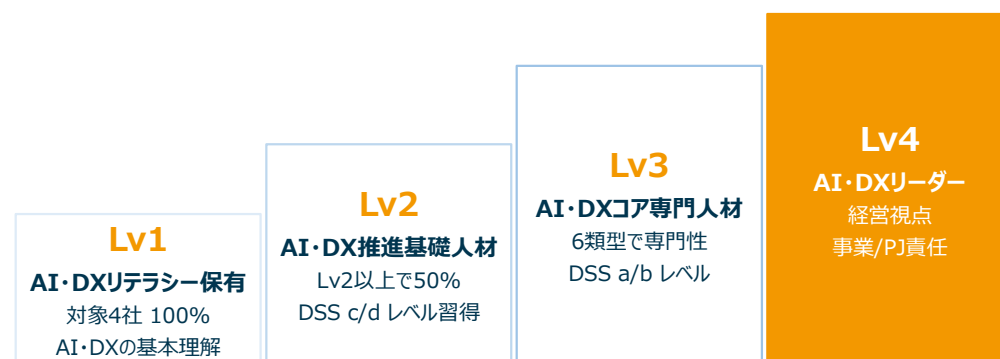 Lv1
AI・DXリテラシー保有
対象4社 100%
AI・DXの基本理解
Lv2
AI・DX推進基礎人材
Lv2以上で50%
DSS c/d レベル習得
Lv3
AI・DXコア専門人材
6類型で専門性
DSS a/b レベル
Lv4
AI・DXリーダー
経営視点
事業/PJ責任